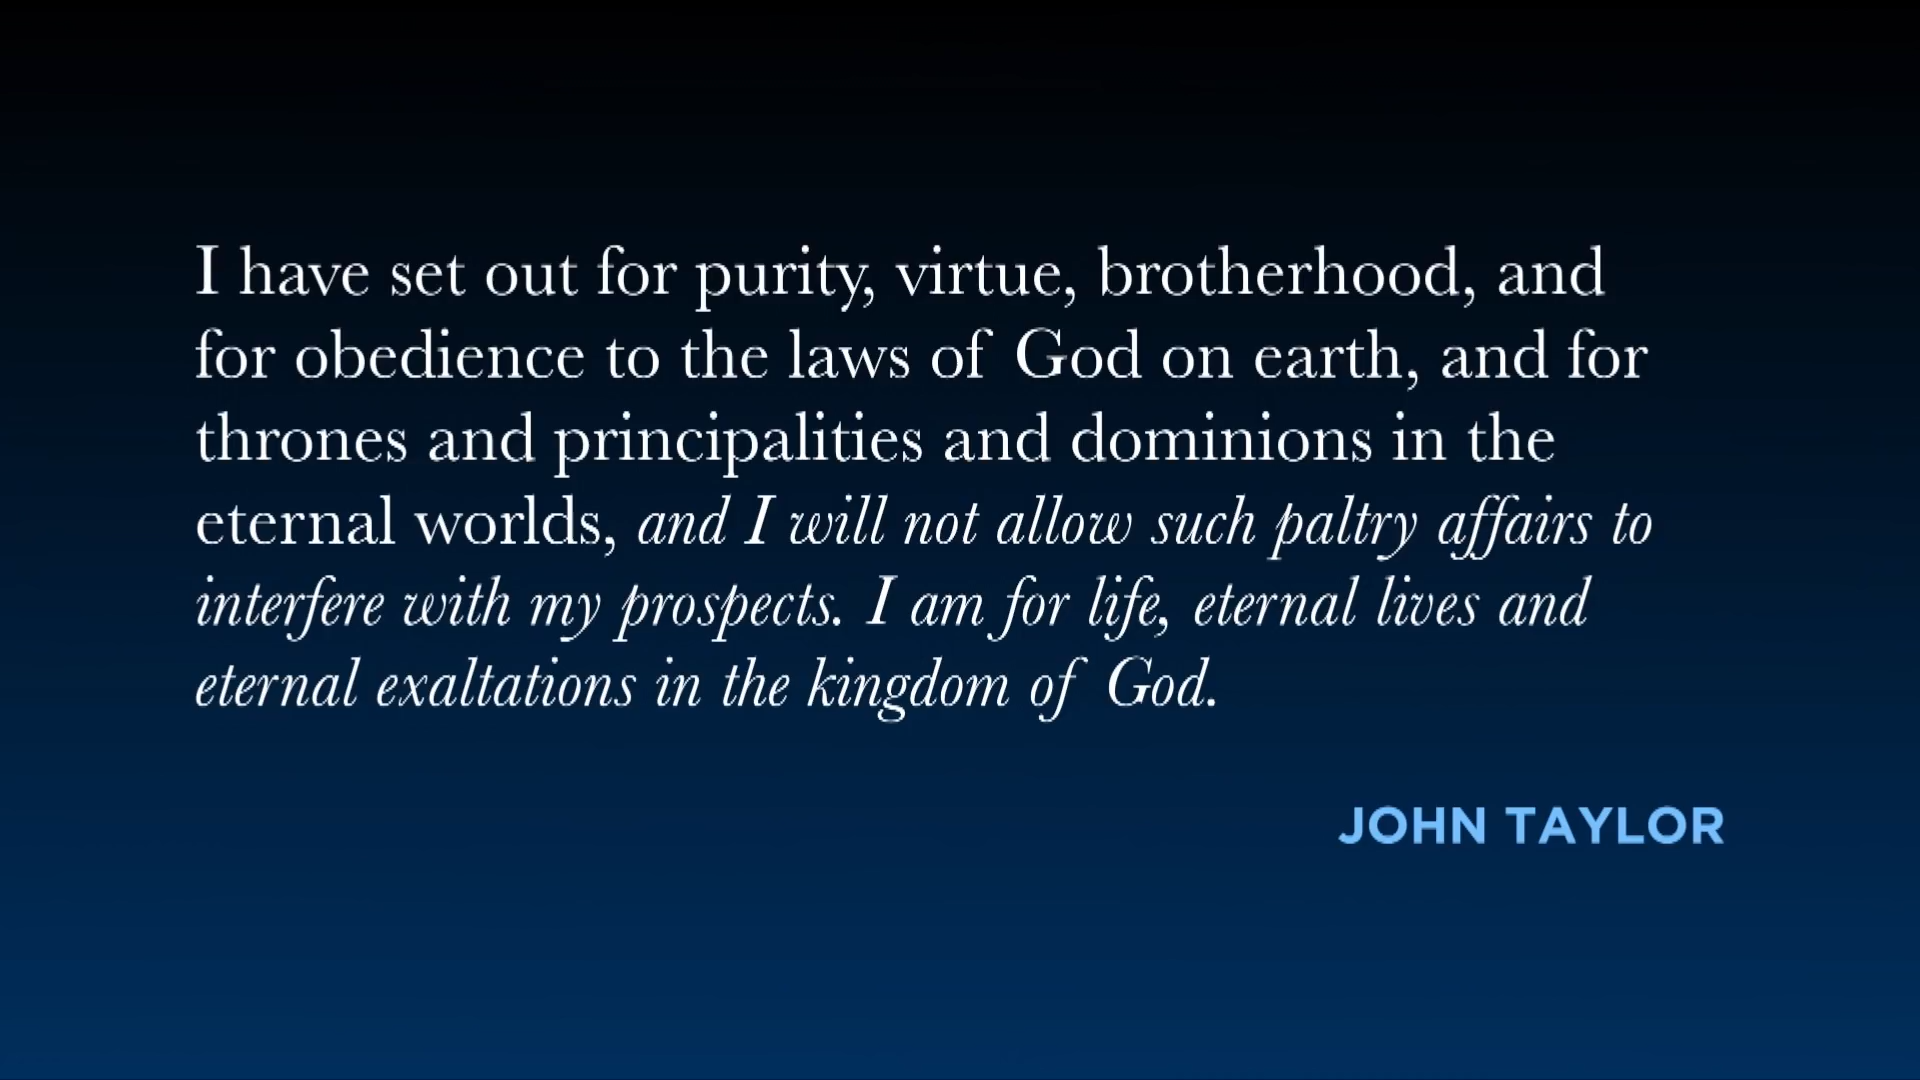 I have set out for purity, virtue, brotherhood, and
for obedience to the laws of God on earth, and for
thrones and principalities and dominions in the
eternal worlds, and I will not allow such paltry affairs to
interfere with my prospects. I am for life, eternal lives and
eternal exaltations in the kingdom of God.
JOHN TAYLOR